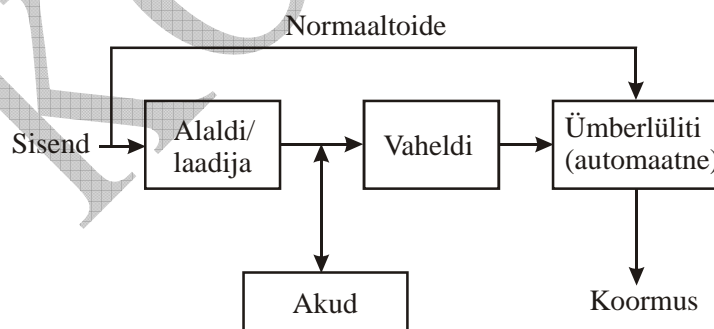 Normaaltoide
Sisend
Alaldi/
laadija
Vaheldi
Ümberlüliti
(automaatne)
Akud
Koormus